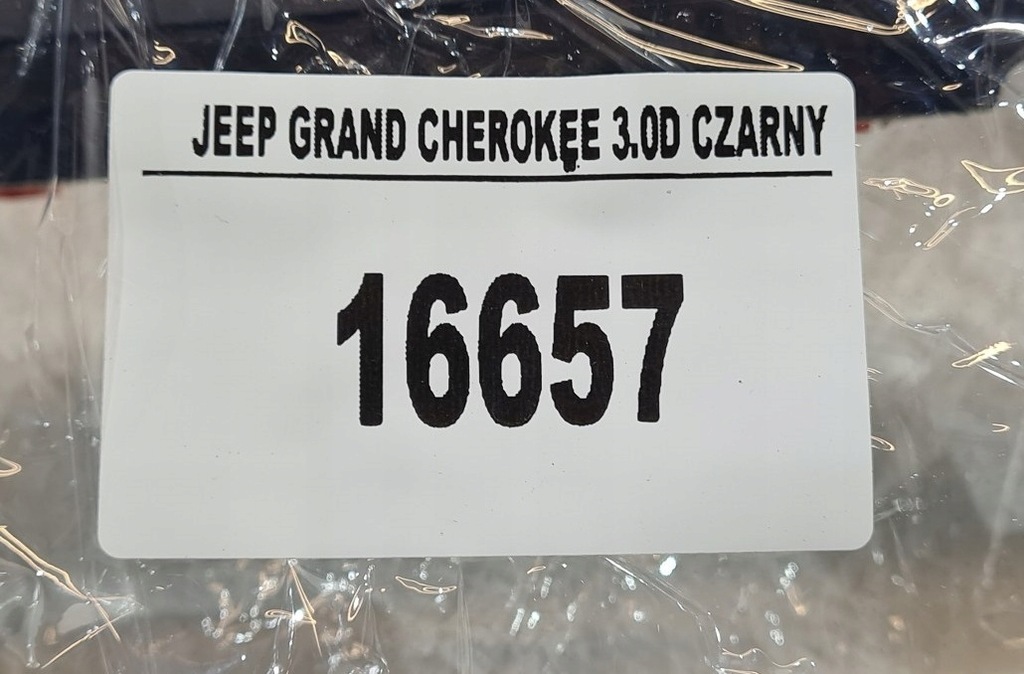 JEEP GRAND CHEROKĘE 3.0D CZARNY
16657